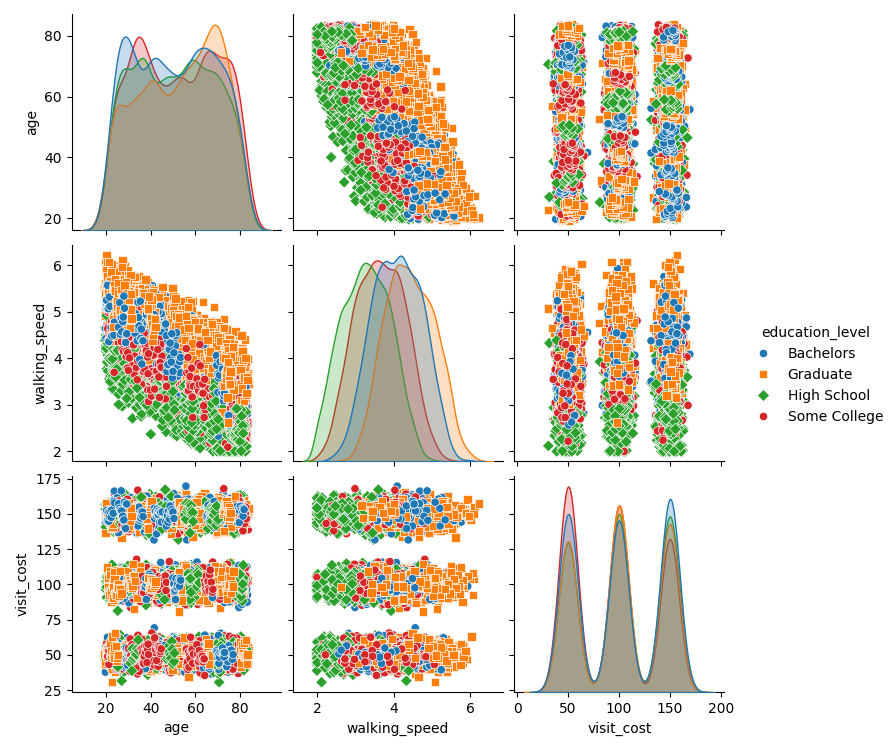 80
60
40
20
age
6
5
4
3
2
walking_speed
175
150
125
100
75
50
25
visit_cost
20 40 60 80
age
2 4 6
walking_speed
0 50 100 150 200
visit_cost
education_level
Bachelors
Graduate
High School
Some College